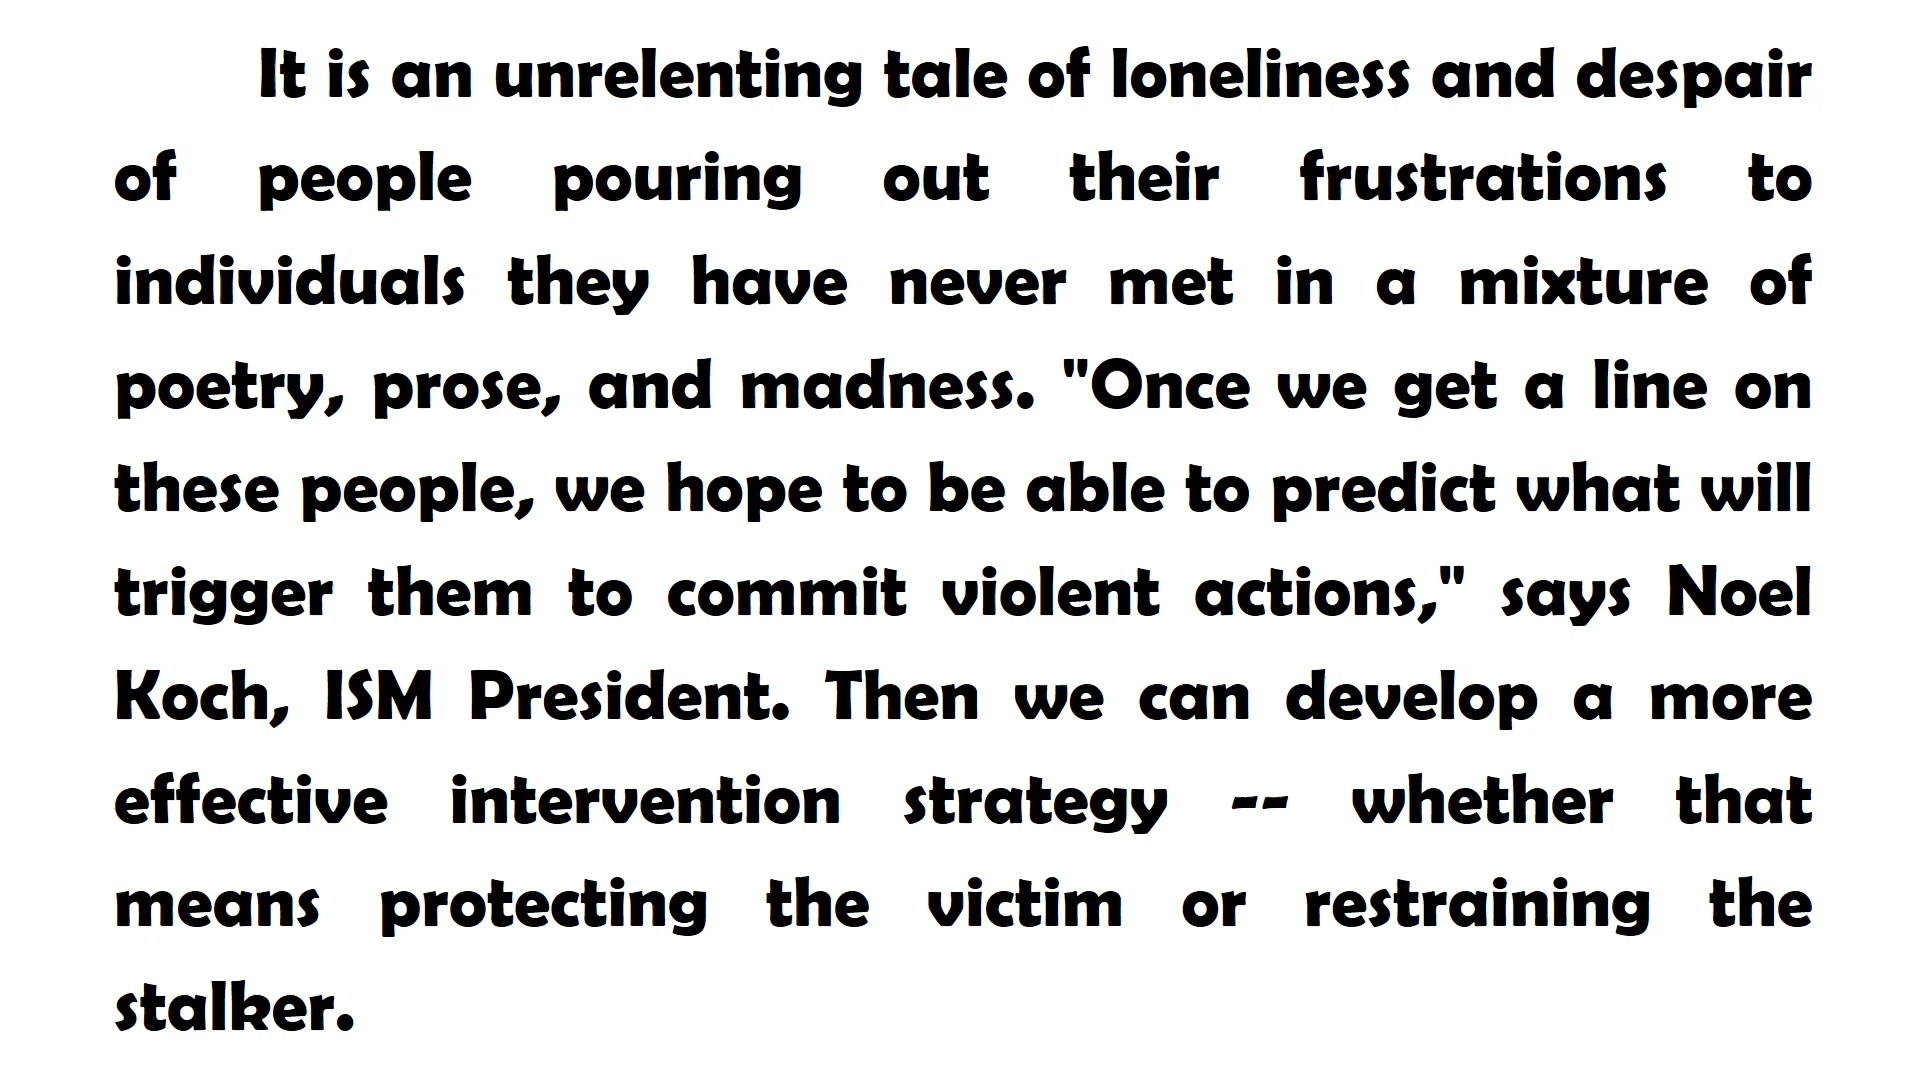 It is an unrelenting tale of loneliness and despair
of people pouring out their frustrations to
individuals they have never met in a mixture of
poetry, prose, and madness. "Once we get a line on
these people, we hope to be able to predict what will
trigger them to commit violent actions," says Noel
Koch, ISM President. Then we can develop a more
effective intervention strategy -- whether that
means protecting the victim or restraining the
stalker.